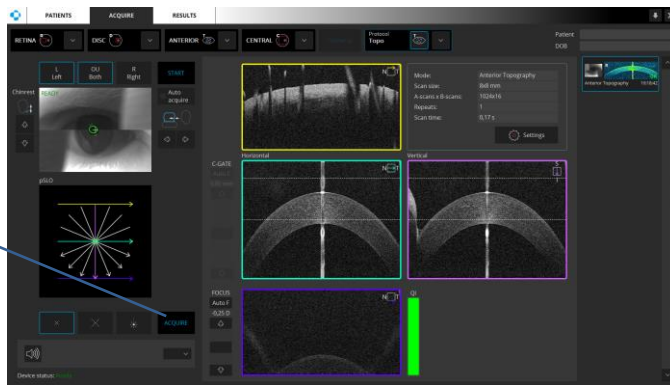 PATIENTS ACQUIRE RESULTS
RETINA DISC ANTERIOR CENTRAL
Protocol
Topo
Patient
DOB
L
Left
OU
Both
R
Right
START
Chinrest
READY
Auto
acquire
pSLO
ACQUIRE
Device status:
N T
Horizontal
Vertical
C-GATE
N T
S
I
FOCUS
Auto F
-0,25 D
N T
QI
Mode: Anterior Topography
Scan size: 8x8 mm
A-scans x B-scans: 1024x16
Repeats: 1
Scan time: 0,17 s
Settings
Anterior Topography